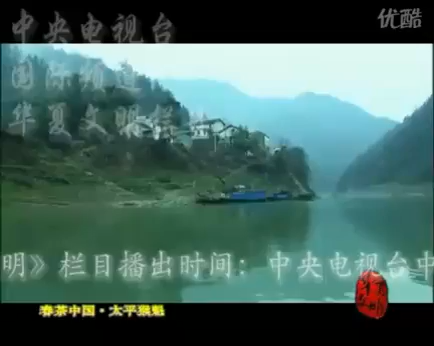 中央电视台
优酷
国际频道
华夏文明栏
明》栏目播出时间：中央电视台中
春茶中国·太平猴魁